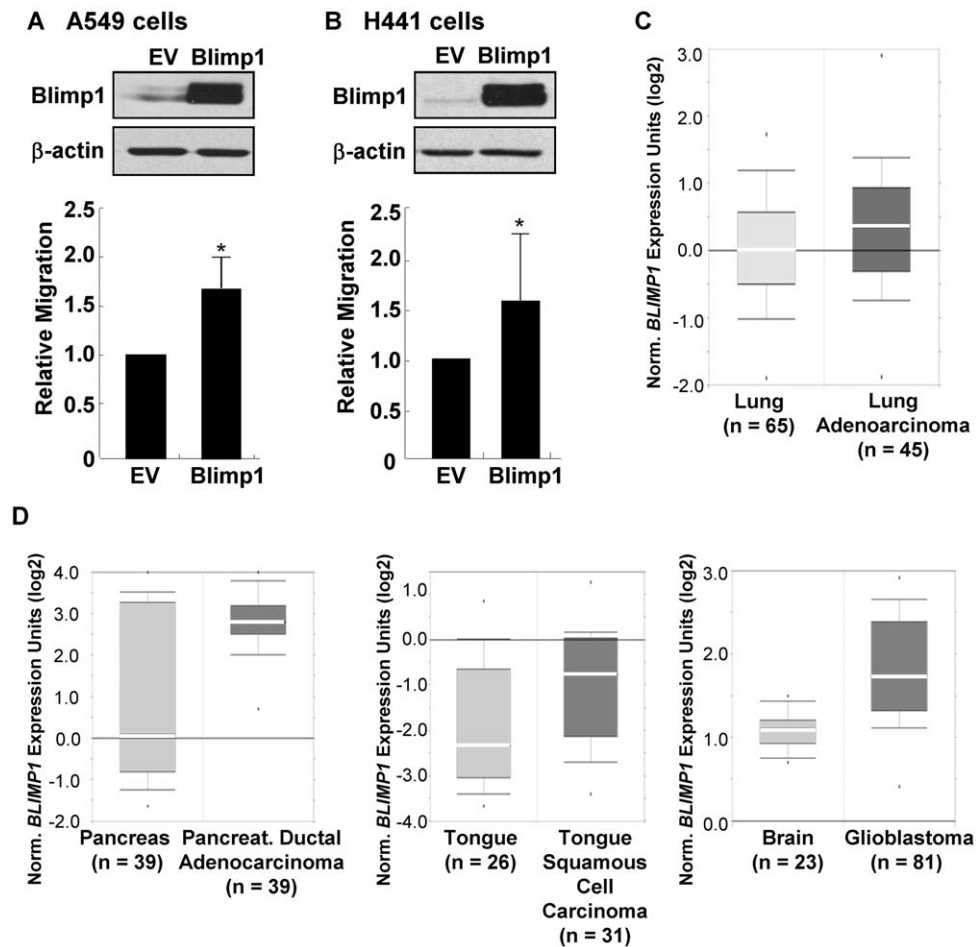 A A549 cells
EV Blimp1
Blimp1
β-actin
Relative Migration
2.5
2.0
1.5
1.0
0.5
0
*
EV Blimp1
B H441 cells
EV Blimp1
Blimp1
β-actin
Relative Migration
2.5
2.0
1.5
1.0
0.5
0
*
EV Blimp1
C
Norm. BLIMP1 Expression Units (log2)
3.0
2.0
1.0
0.0
-1.0
-2.0
Lung
(n = 65)
Lung
Adenoarcinoma
(n = 45)
D
Norm. BLIMP1 Expression Units (log2)
4.0
3.0
2.0
1.0
0.0
-1.0
-2.0
Pancreas
(n = 39)
Pancreat. Ductal
Adenocarcinoma
(n = 39)
Norm. BLIMP1 Expression Units (log2)
1.0
0.0
-1.0
-2.0
-3.0
-4.0
Tongue
(n = 26)
Tongue
Squamous
Cell
Carcinoma
(n = 31)
Norm. BLIMP1 Expression Units (log2)
3.0
2.0
1.0
0.0
Brain
(n = 23)
Glioblastoma
(n = 81)